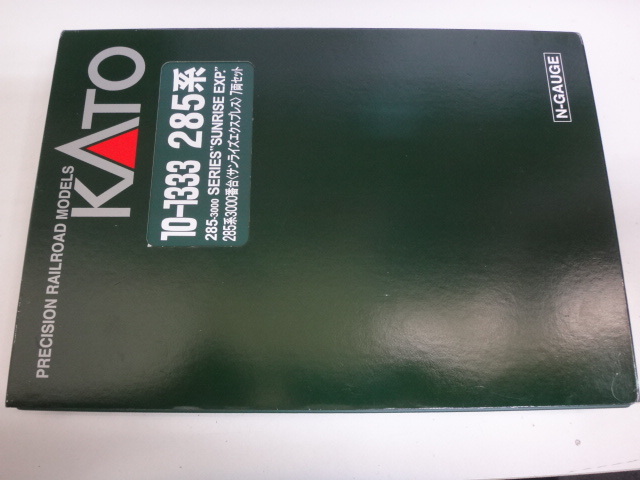 KATO
PRECISION RAILROAD MODELS
10-1333 285系
285-3000 SERIES"SUNRISE EXP."
285系3000番台〈サンライズエクスプレス〉7両セット
N-GAUGE